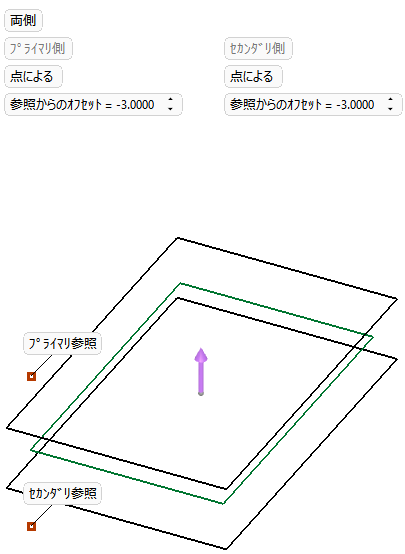 両側
ﾌﾟﾗｲﾏﾘ側 ｾｶﾝﾀﾞﾘ側
点による 点による
参照からのｵﾌｾｯﾄ = -3.0000 参照からのｵﾌｾｯﾄ = -3.0000
ﾌﾟﾗｲﾏﾘ参照
ｾｶﾝﾀﾞﾘ参照